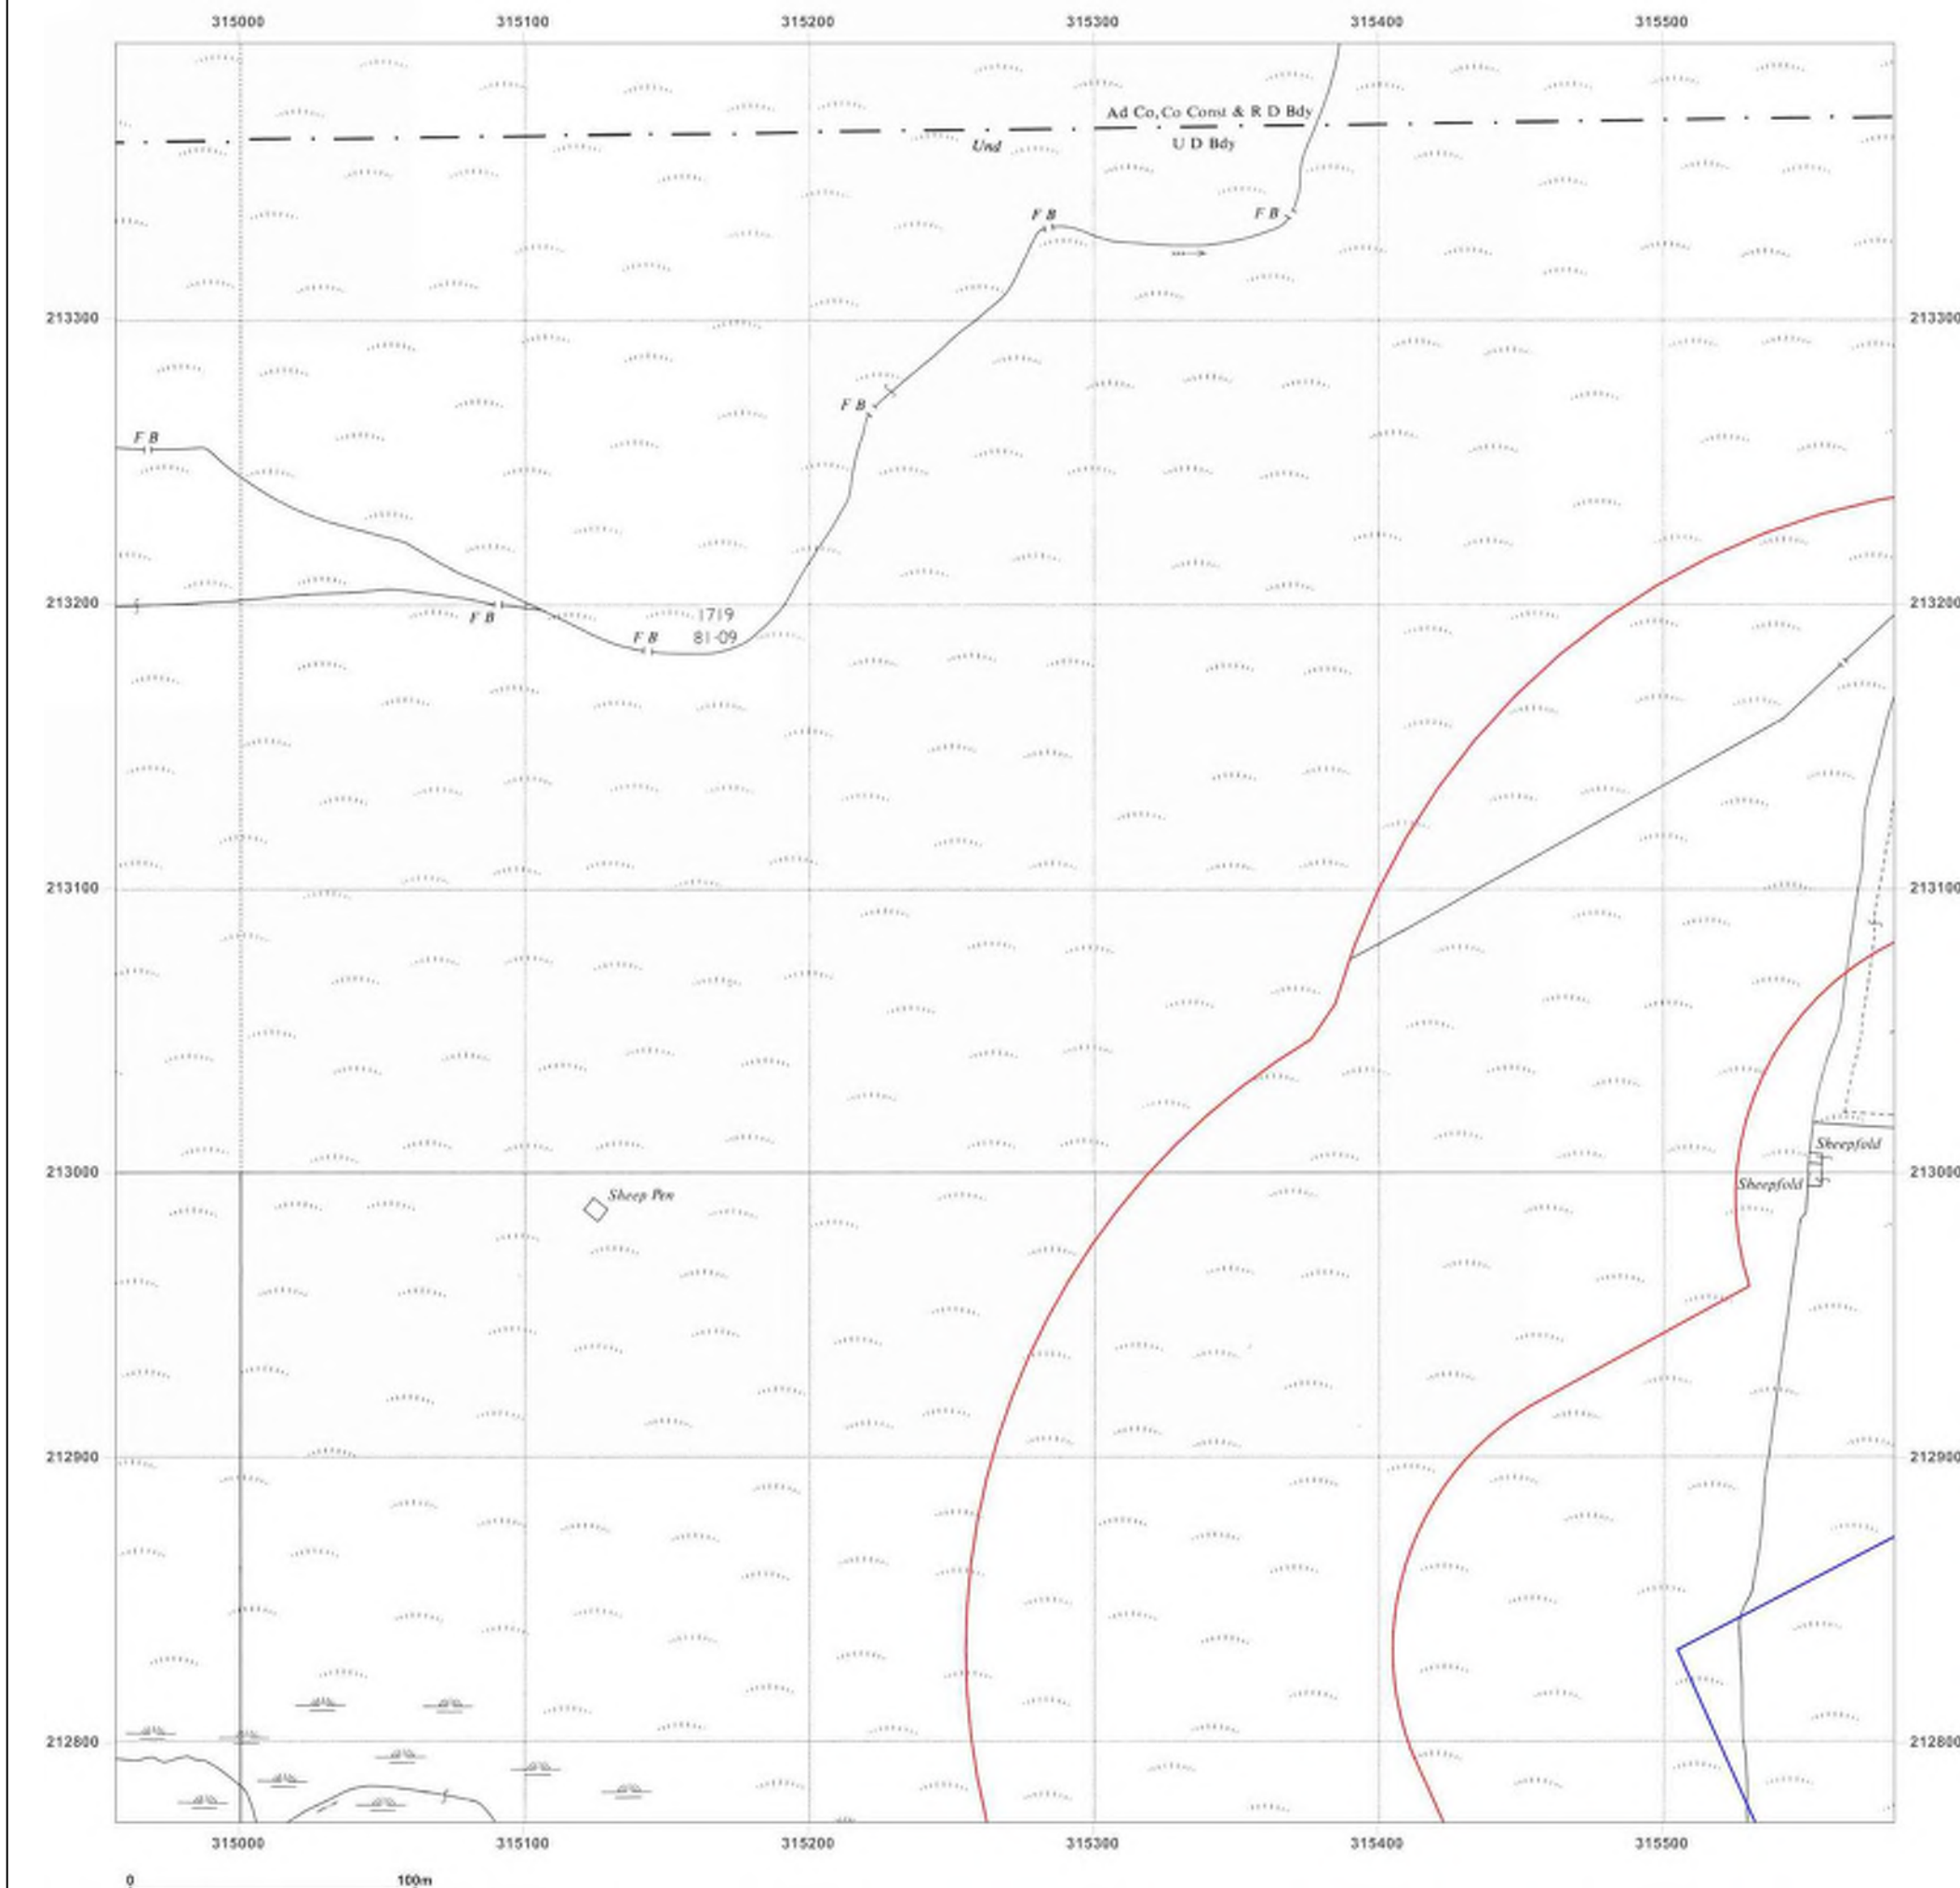 315000 315100 315200 315300 315400 315500
Ad Co, Co Const & R D Bdy
Und
U D Bdy
F B
F B
213300 213300
F B
F B
213200 213200
1719
F B
F B
81·09
213100 213100
Sheepfold
213000 213000
Sheepfold
Sheep Pen
212900 212900
212800 212800
315000 315100 315200 315300 315400 315500
0 100m